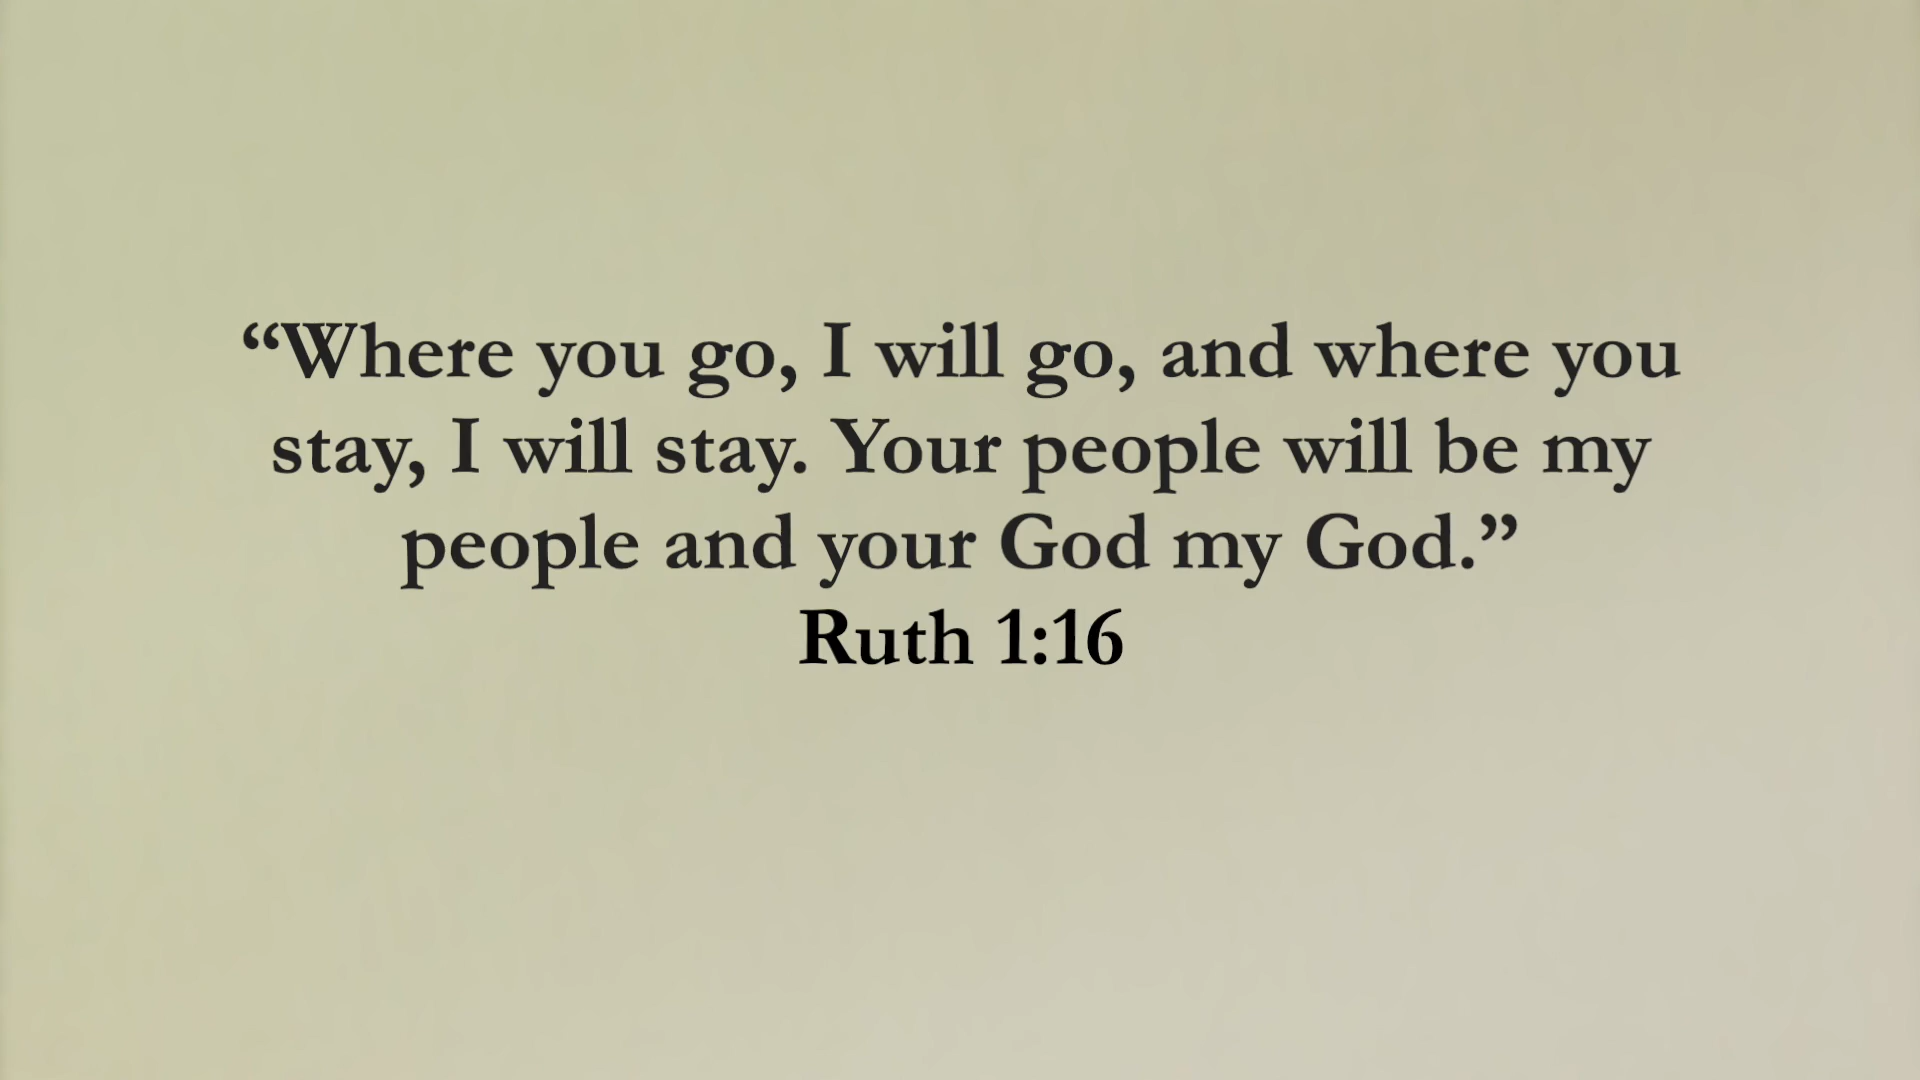 “Where you go, I will go, and where you
stay, I will stay. Your people will be my
people and your God my God.”
Ruth 1:16